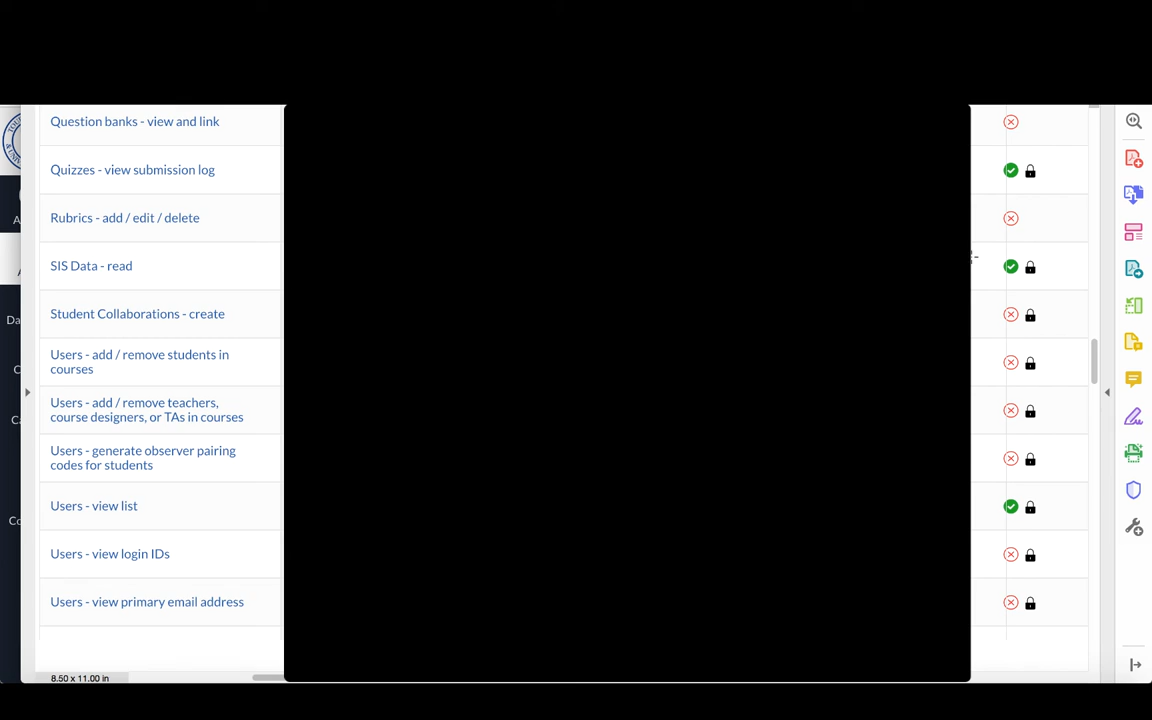 Question banks - view and link
Quizzes - view submission log
Rubrics - add / edit / delete
SIS Data - read
Student Collaborations - create
Users - add / remove students in
courses
Users - add / remove teachers,
course designers, or TAs in courses
Users - generate observer pairing
codes for students
Users - view list
Users - view login IDs
Users - view primary email address
A
A
Da
C
Ca
Co
8.50 x 11.00 in